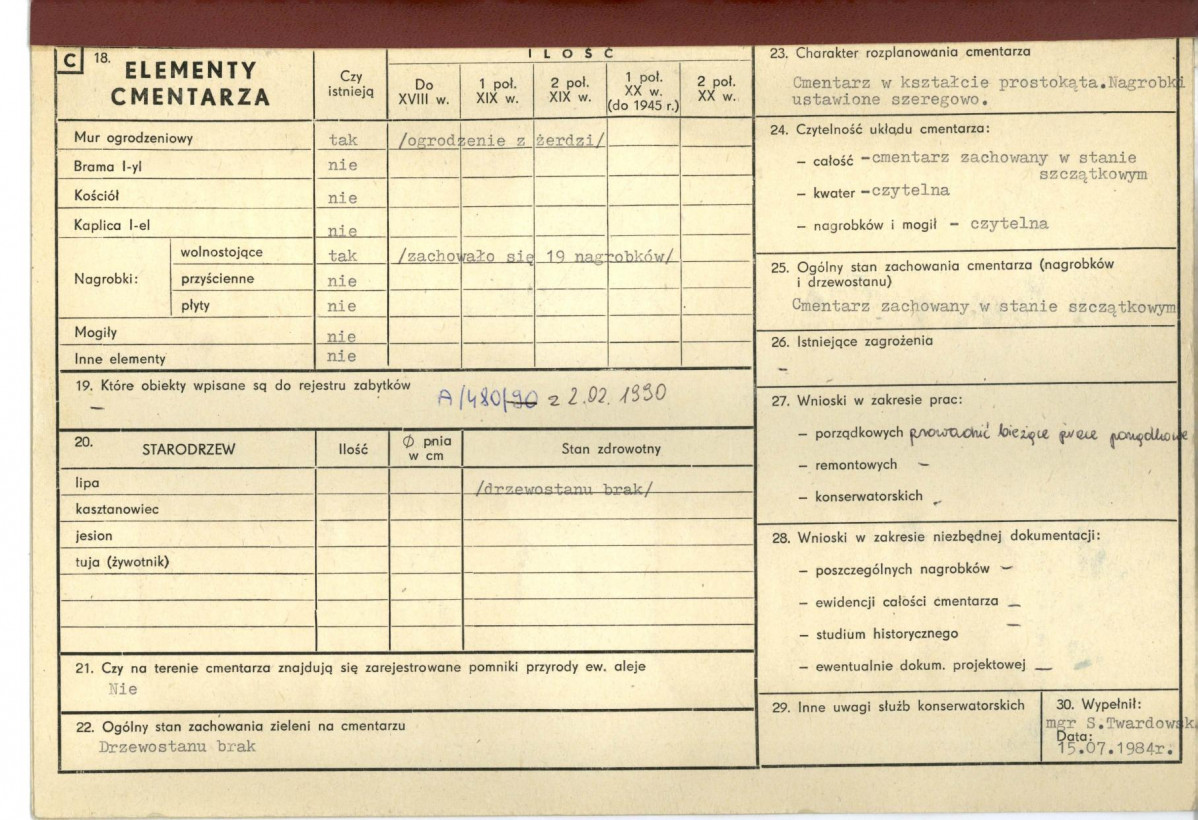 C 18. ELEMENTY CMENTARZA
Czy istnieją
ILOŚĆ
Do XVIII w.
1 poł. XIX w.
2 poł. XIX w.
1 poł. XX w. (do 1945 r.)
2 poł. XX w.
Mur ogrodzeniowy tak /ogrodzenie z żerdzi/
Brama I-yl nie
Kościół nie
Kaplica I-el nie
Nagrobki:
wolnostojące tak /zachowało się 19 nagrobków/
przyścienne nie
płyty nie
Mogiły nie
Inne elementy nie
19. Które obiekty wpisane są do rejestru zabytków
– A/480/90 z 2.02.1990
20. STARODRZEW Ilość Ø pnia w cm Stan zdrowotny
lipa /drzewostanu brak/
kasztanowiec
jesion
tuja (żywotnik)
21. Czy na terenie cmentarza znajdują się zarejestrowane pomniki przyrody ew. aleje
Nie
22. Ogólny stan zachowania zieleni na cmentarzu
Drzewostanu brak
23. Charakter rozplanowania cmentarza
Cmentarz w kształcie prostokąta.Nagrobki
ustawione szeregowo.
24. Czytelność układu cmentarza:
– całość –cmentarz zachowany w stanie
szczątkowym
– kwater –czytelna
– nagrobków i mogił – czytelna
25. Ogólny stan zachowania cmentarza (nagrobków
i drzewostanu)
Cmentarz zachowany w stanie szczątkowym
26. Istniejące zagrożenia
–
27. Wnioski w zakresie prac:
– porządkowych prowadzić bieżące prace porządkowe
– remontowych –
– konserwatorskich –
28. Wnioski w zakresie niezbędnej dokumentacji:
– poszczególnych nagrobków –
– ewidencji całości cmentarza –
– studium historycznego –
– ewentualnie dokum. projektowej –
29. Inne uwagi służb konserwatorskich
30. Wypełnił:
mgr S.Twardowsk
Data:
15.07.1984r.